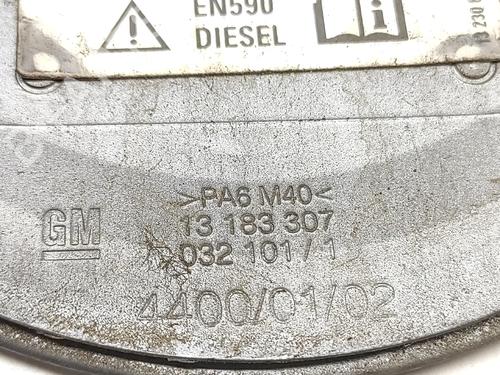 EN590
DIESEL
>PA6 M40<
GM
13 183 307
032 101 / 1
4400/01/02